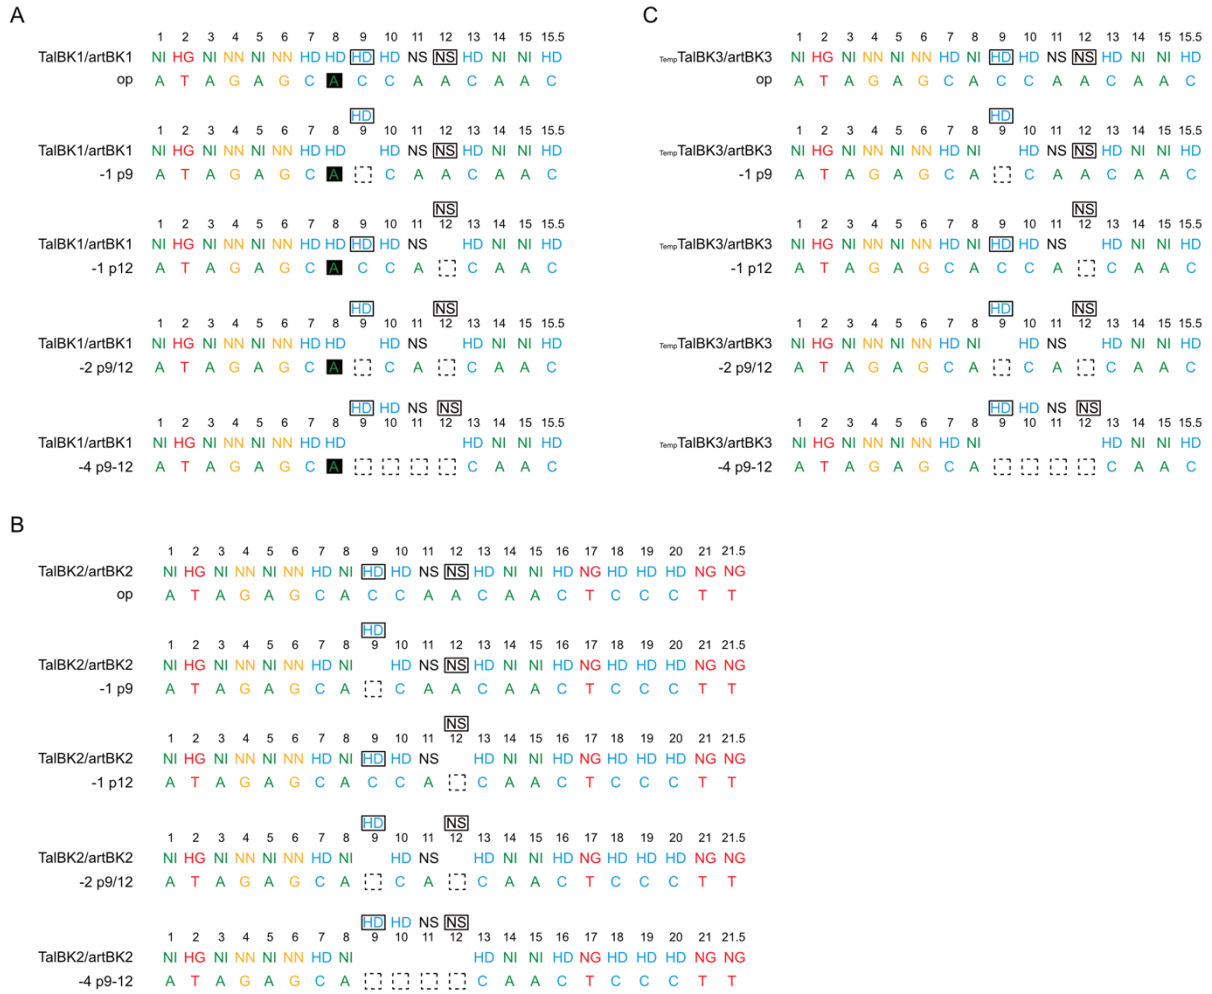 A
1 2 3 4 5 6 7 8 9 10 11 12 13 14 15 15.5
TalBK1/artBK1 NI HG NI NN NI NN HD HD HD HD NS NS HD NI NI HD
op A T A G A G C A C C A A C A A C
HD
1 2 3 4 5 6 7 8 9 10 11 12 13 14 15 15.5
TalBK1/artBK1 NI HG NI NN NI NN HD HD HD NS NS HD NI NI HD
-1 p9 A T A G A G C A C A A C A A C
NS
1 2 3 4 5 6 7 8 9 10 11 12 13 14 15 15.5
TalBK1/artBK1 NI HG NI NN NI NN HD HD HD HD NS HD NI NI HD
-1 p12 A T A G A G C A C C A C A A C
HD NS
1 2 3 4 5 6 7 8 9 10 11 12 13 14 15 15.5
TalBK1/artBK1 NI HG NI NN NI NN HD HD HD NS HD NI NI HD
-2 p9/12 A T A G A G C A C A C A A C
HD HD NS NS
1 2 3 4 5 6 7 8 9 10 11 12 13 14 15 15.5
TalBK1/artBK1 NI HG NI NN NI NN HD HD HD NI NI HD
-4 p9-12 A T A G A G C A C A A C
C
1 2 3 4 5 6 7 8 9 10 11 12 13 14 15 15.5
TempTalBK3/artBK3 NI HG NI NN NI NN HD NI HD HD NS NS HD NI NI HD
op A T A G A G C A C C A A C A A C
HD
1 2 3 4 5 6 7 8 9 10 11 12 13 14 15 15.5
TempTalBK3/artBK3 NI HG NI NN NI NN HD NI HD NS NS HD NI NI HD
-1 p9 A T A G A G C A C A A C A A C
NS
1 2 3 4 5 6 7 8 9 10 11 12 13 14 15 15.5
TempTalBK3/artBK3 NI HG NI NN NI NN HD NI HD HD NS HD NI NI HD
-1 p12 A T A G A G C A C C A C A A C
HD NS
1 2 3 4 5 6 7 8 9 10 11 12 13 14 15 15.5
TempTalBK3/artBK3 NI HG NI NN NI NN HD NI HD NS HD NI NI HD
-2 p9/12 A T A G A G C A C A C A A C
HD HD NS NS
1 2 3 4 5 6 7 8 9 10 11 12 13 14 15 15.5
TempTalBK3/artBK3 NI HG NI NN NI NN HD NI HD NI NI HD
-4 p9-12 A T A G A G C A C A A C
B
1 2 3 4 5 6 7 8 9 10 11 12 13 14 15 16 17 18 19 20 21 21.5
TalBK2/artBK2 NI HG NI NN NI NN HD NI HD HD NS NS HD NI NI HD NG HD HD HD NG NG
op A T A G A G C A C C A A C A A C T C C C T T
HD
1 2 3 4 5 6 7 8 9 10 11 12 13 14 15 16 17 18 19 20 21 21.5
TalBK2/artBK2 NI HG NI NN NI NN HD NI HD NS NS HD NI NI HD NG HD HD HD NG NG
-1 p9 A T A G A G C A C A A C A A C T C C C T T
NS
1 2 3 4 5 6 7 8 9 10 11 12 13 14 15 16 17 18 19 20 21 21.5
TalBK2/artBK2 NI HG NI NN NI NN HD NI HD HD NS HD NI NI HD NG HD HD HD NG NG
-1 p12 A T A G A G C A C C A C A A C T C C C T T
HD NS
1 2 3 4 5 6 7 8 9 10 11 12 13 14 15 16 17 18 19 20 21 21.5
TalBK2/artBK2 NI HG NI NN NI NN HD NI HD NS HD NI NI HD NG HD HD HD NG NG
-2 p9/12 A T A G A G C A C A C A A C T C C C T T
HD HD NS NS
1 2 3 4 5 6 7 8 9 10 11 12 13 14 15 16 17 18 19 20 21 21.5
TalBK2/artBK2 NI HG NI NN NI NN HD NI HD NI NI HD NG HD HD HD NG NG
-4 p9-12 A T A G A G C A C A A C T C C C T T